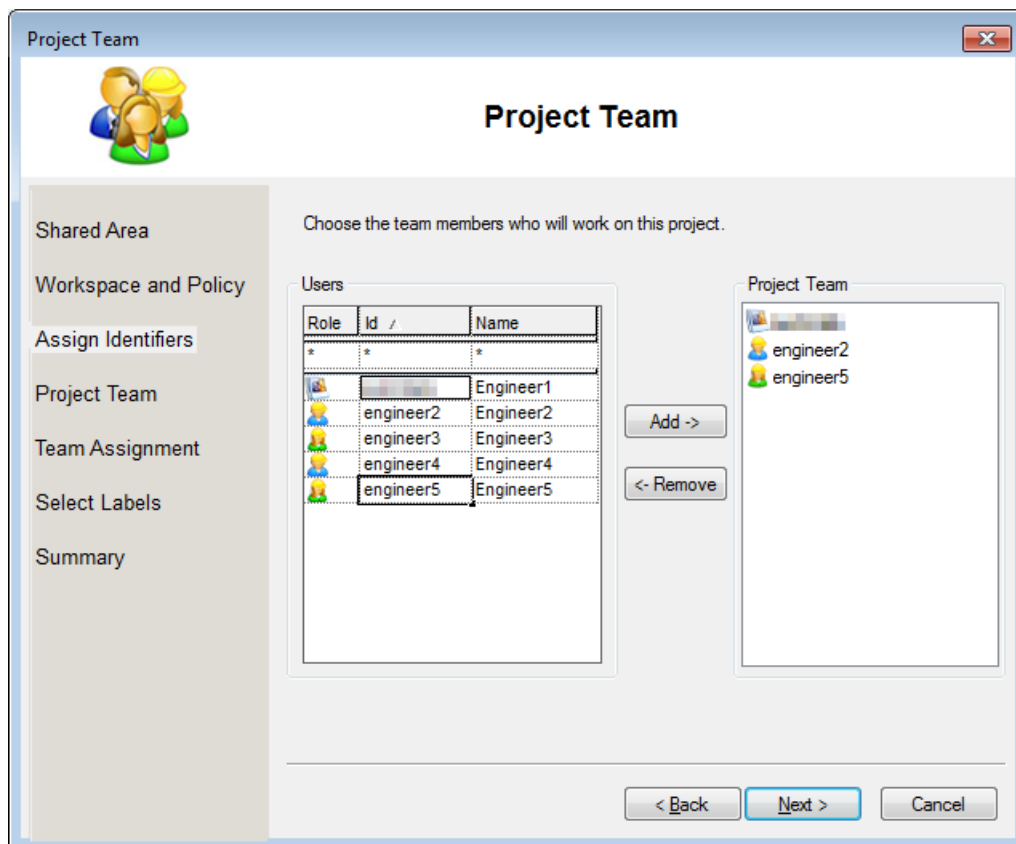 Project Team
Project Team
Shared Area
Workspace and Policy
Assign Identifiers
Project Team
Team Assignment
Select Labels
Summary
Choose the team members who will work on this project.
Users
Role Id Name
* * *
Engineer1
engineer2 Engineer2
engineer3 Engineer3
engineer4 Engineer4
engineer5 Engineer5
Add ->
<- Remove
Project Team
engineer2
engineer5
< Back
Next >
Cancel